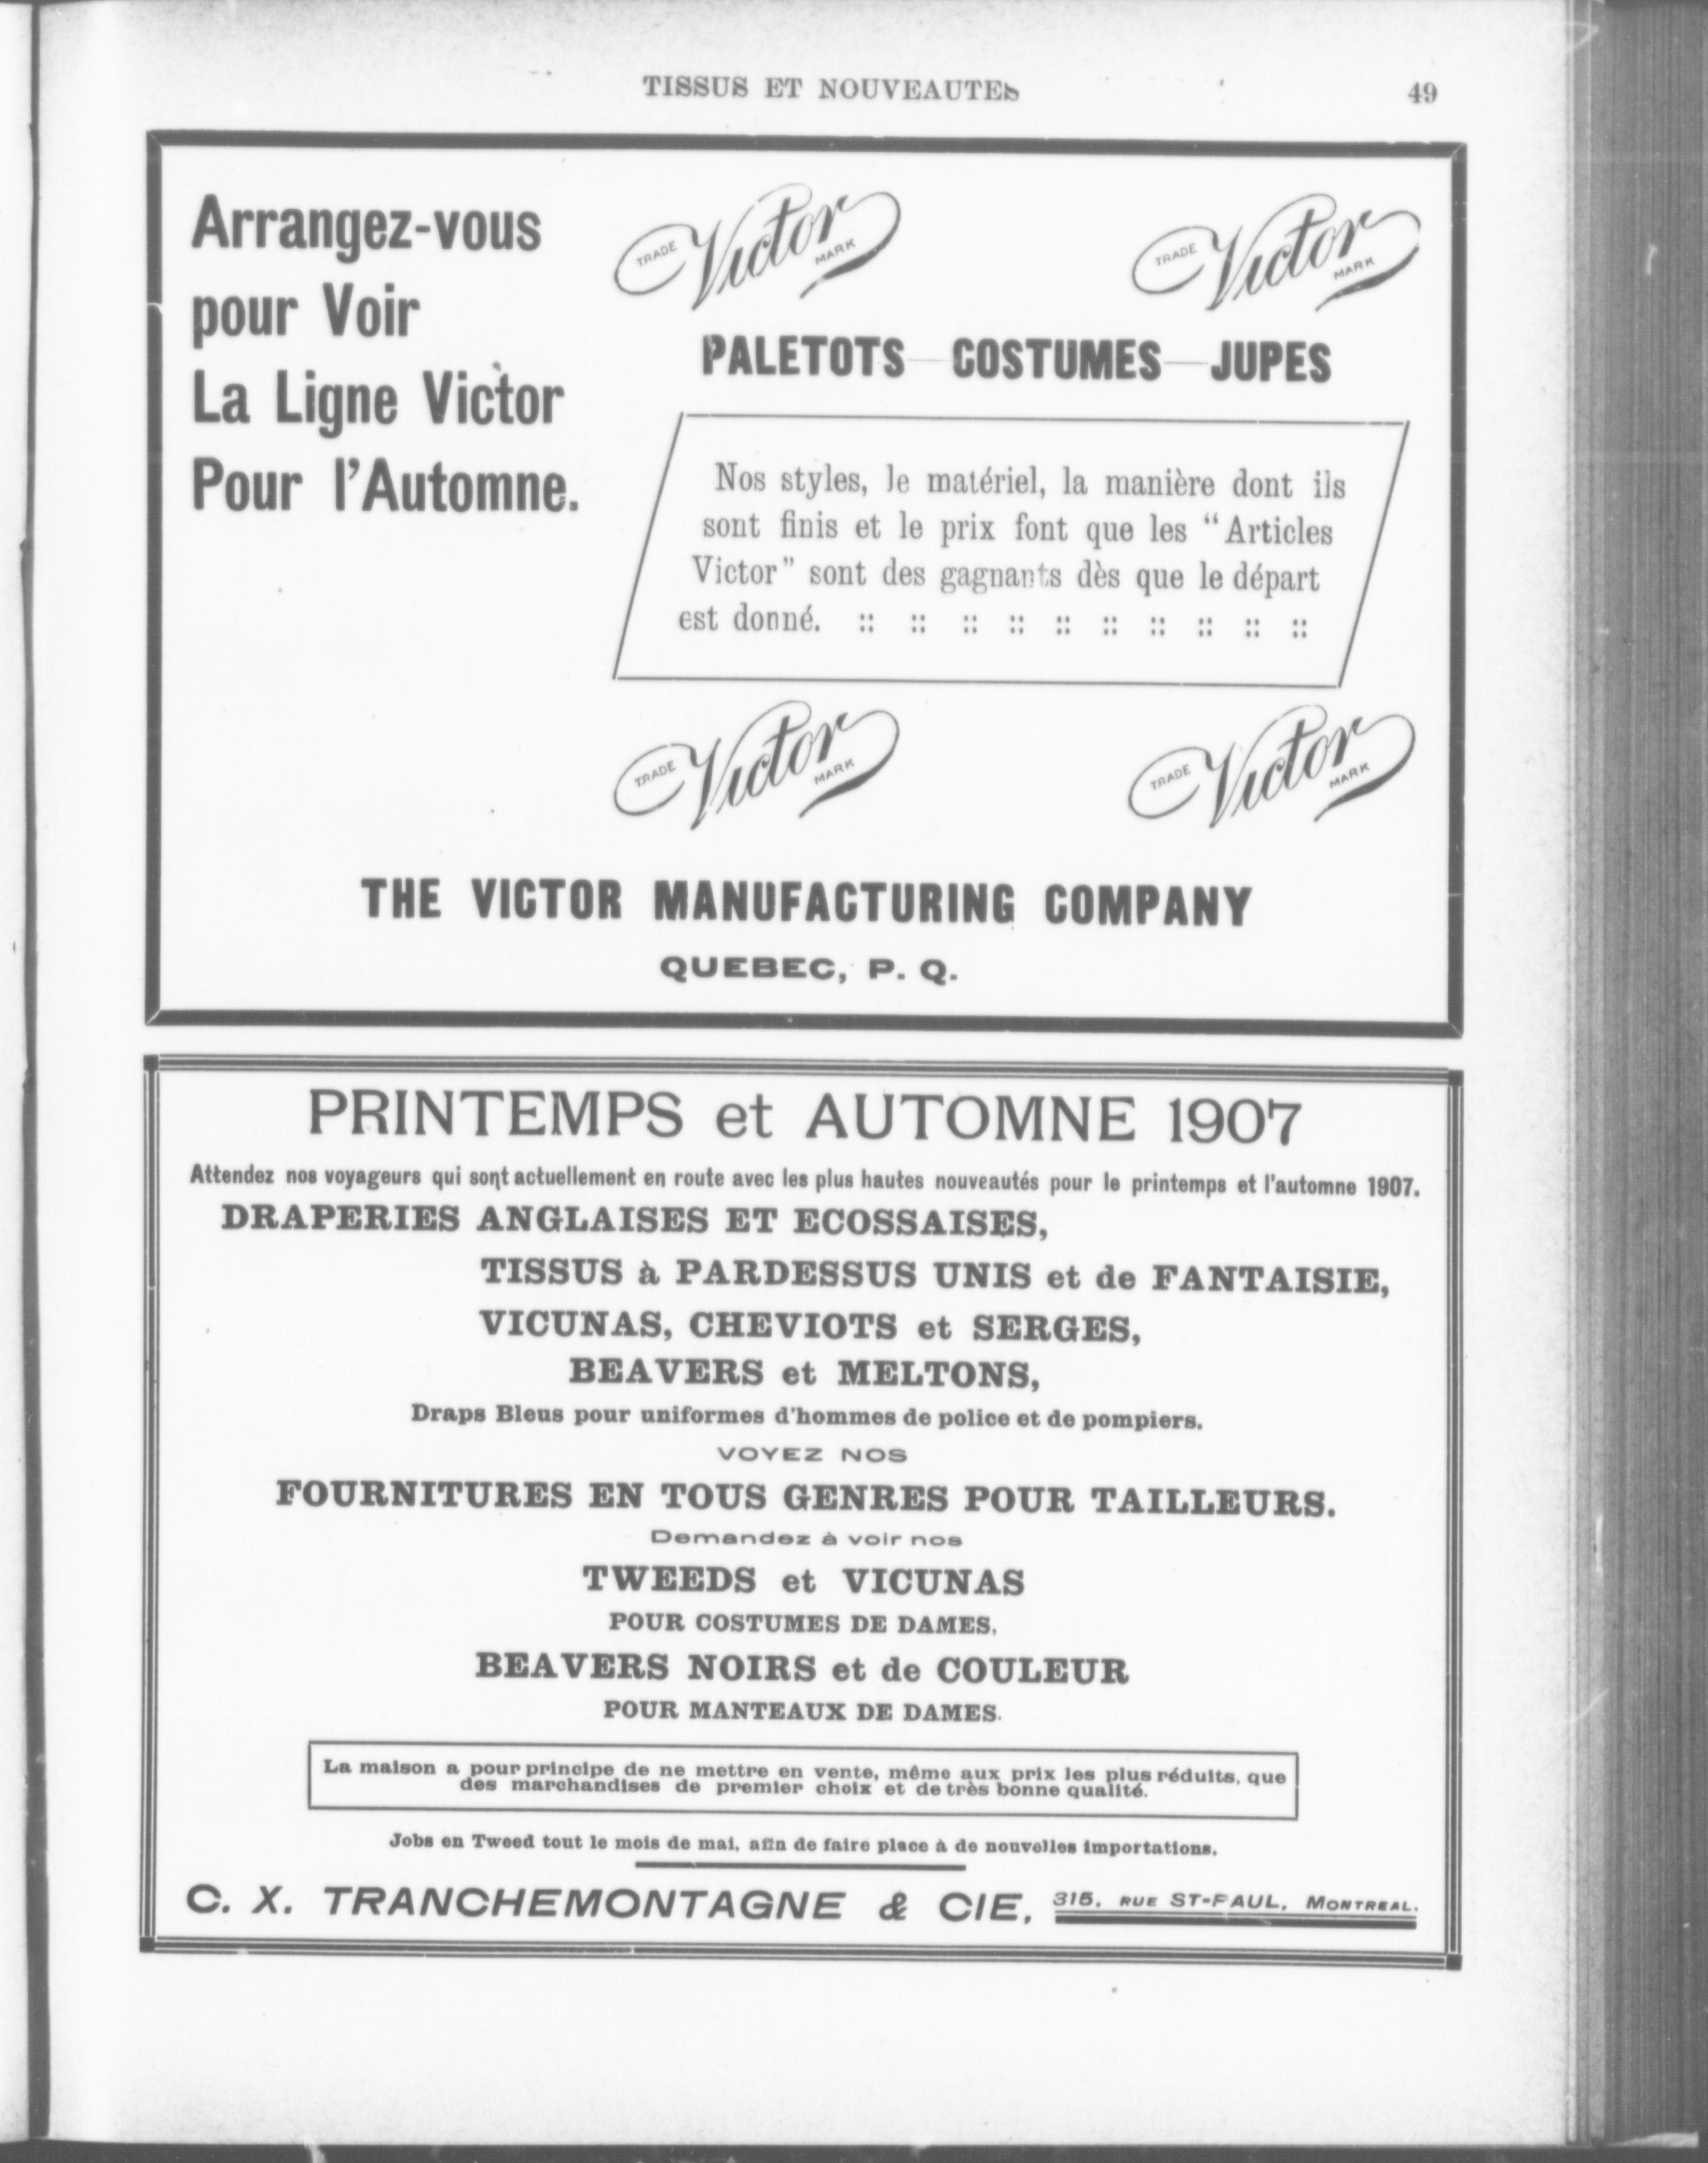 TISSUS ET NOUVEAUTES
49
Arrangez-vous
pour Voir
La Ligne Victor
Pour l'Automne.
TRADE Victor MARK
TRADE Victor MARK
PALETOTS—COSTUMES—JUPES
Nos styles, le matériel, la manière dont ils
sont finis et le prix font que les "Articles
Victor" sont des gagnants dès que le départ
est donné. :: :: :: :: :: :: :: :: :: ::
TRADE Victor MARK
TRADE Victor MARK
THE VICTOR MANUFACTURING COMPANY
QUEBEC, P. Q.
PRINTEMPS et AUTOMNE 1907
Attendez nos voyageurs qui sont actuellement en route avec les plus hautes nouveautés pour le printemps et l'automne 1907.
DRAPERIES ANGLAISES ET ECOSSAISES,
TISSUS à PARDESSUS UNIS et de FANTAISIE,
VICUNAS, CHEVIOTS et SERGES,
BEAVERS et MELTONS,
Draps Bleus pour uniformes d'hommes de police et de pompiers.
VOYEZ NOS
FOURNITURES EN TOUS GENRES POUR TAILLEURS.
Demandez à voir nos
TWEEDS et VICUNAS
POUR COSTUMES DE DAMES,
BEAVERS NOIRS et de COULEUR
POUR MANTEAUX DE DAMES.
La maison a pour principe de ne mettre en vente, même aux prix les plus réduits, que
des marchandises de premier choix et de très bonne qualité.
Jobs en Tweed tout le mois de mai, afin de faire place à de nouvelles importations.
C. X. TRANCHEMONTAGNE & CIE, 315, RUE ST-PAUL, MONTREAL.